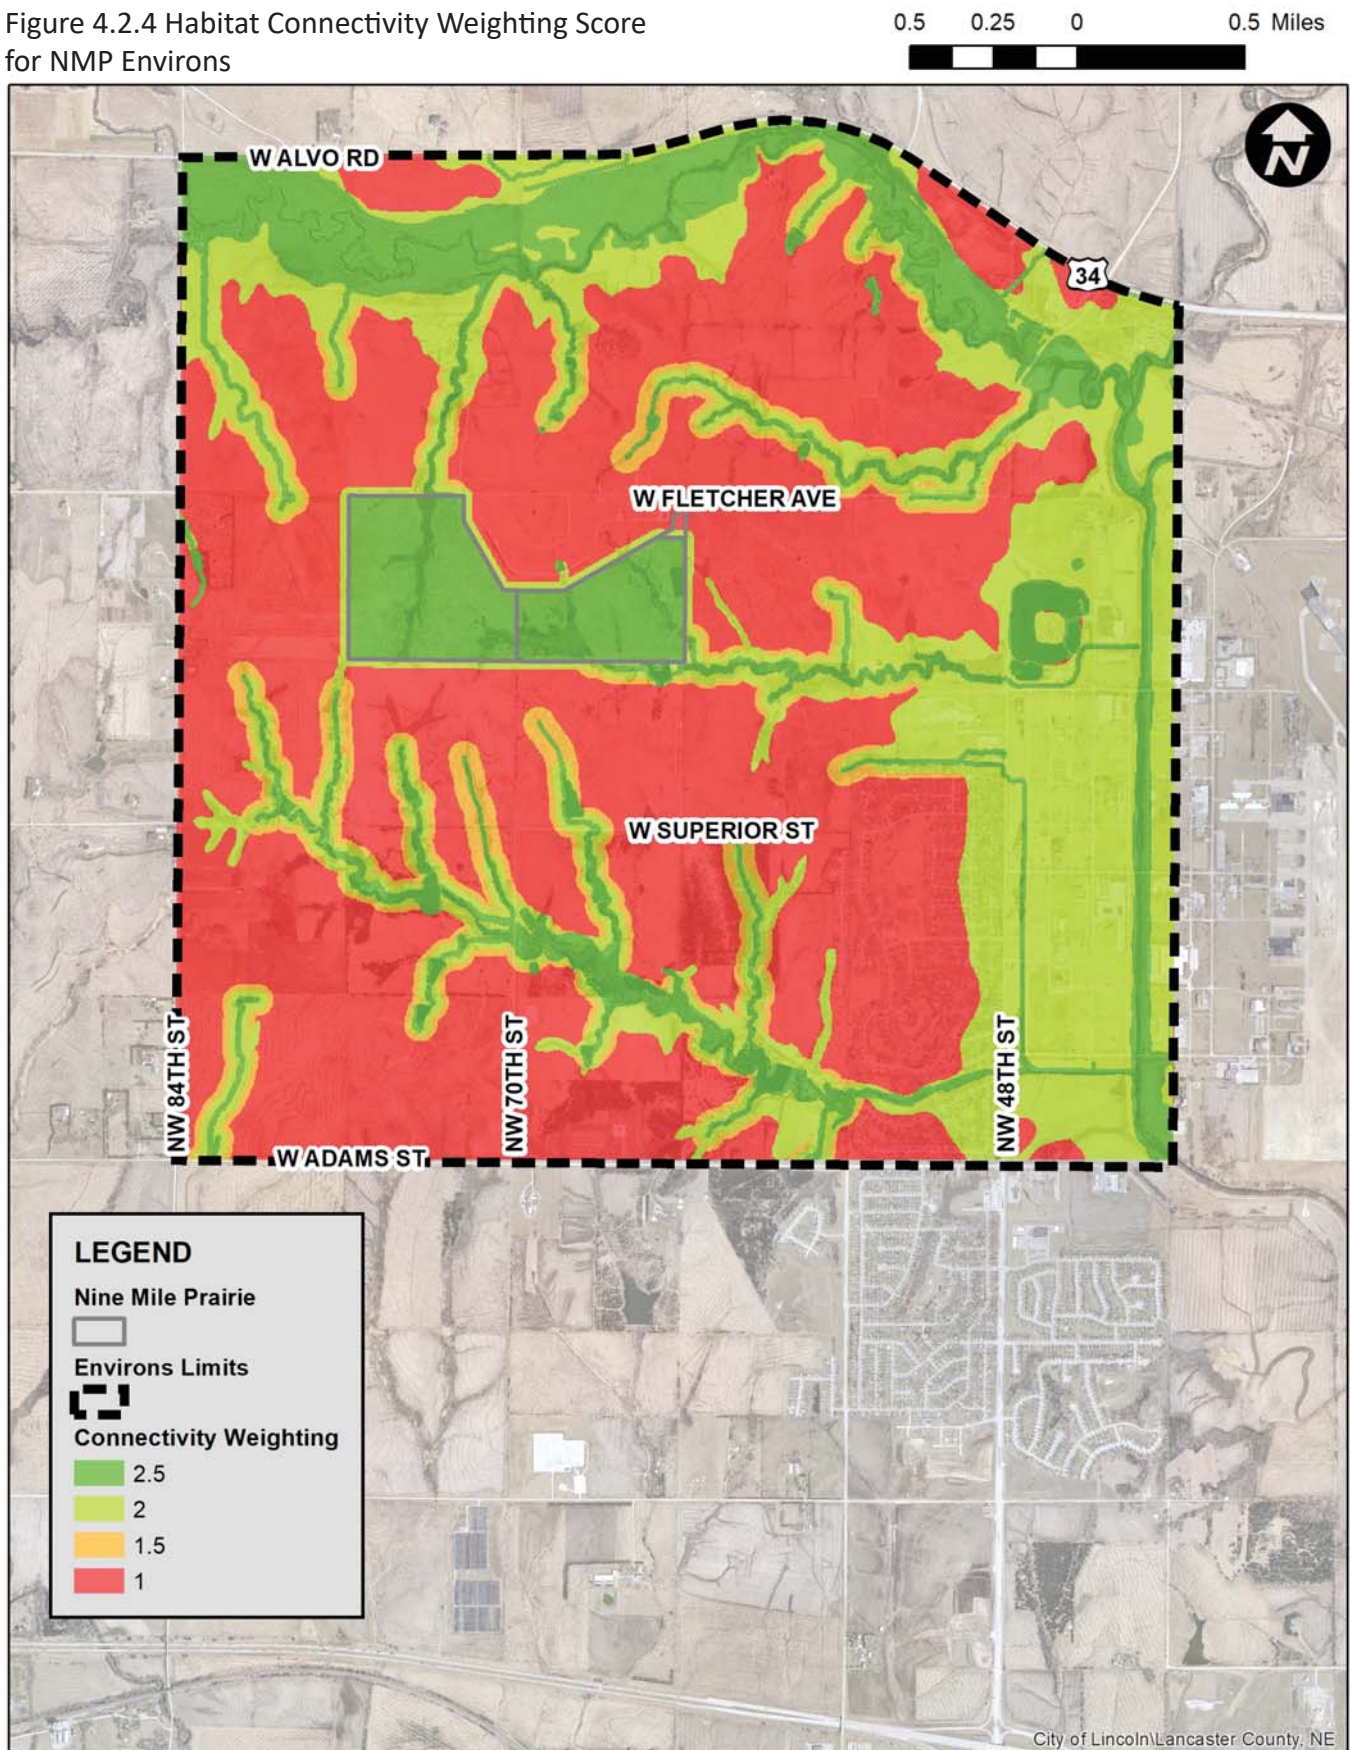 Figure 4.2.4 Habitat Connectivity Weighting Score
for NMP Environs
0.5 0.25 0 0.5 Miles
N
W ALVO RD
34
W FLETCHER AVE
W SUPERIOR ST
NW 84TH ST
NW 70TH ST
NW 48TH ST
W ADAMS ST
LEGEND
Nine Mile Prairie
Environs Limits
Connectivity Weighting
2.5
2
1.5
1
City of Lincoln\Lancaster County, NE